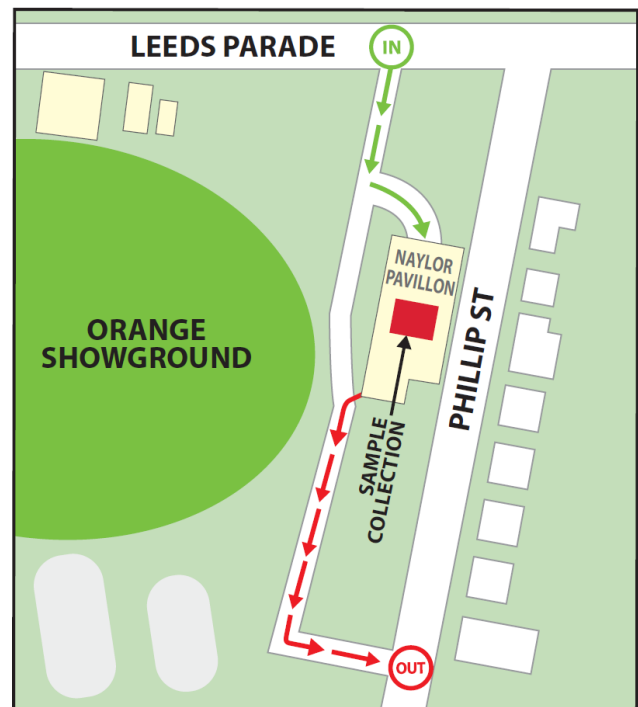 LEEDS PARADE
IN
NAYLOR
PAVILLON
ORANGE
SHOWGROUND
PHILLIP ST
SAMPLE
COLLECTION
OUT